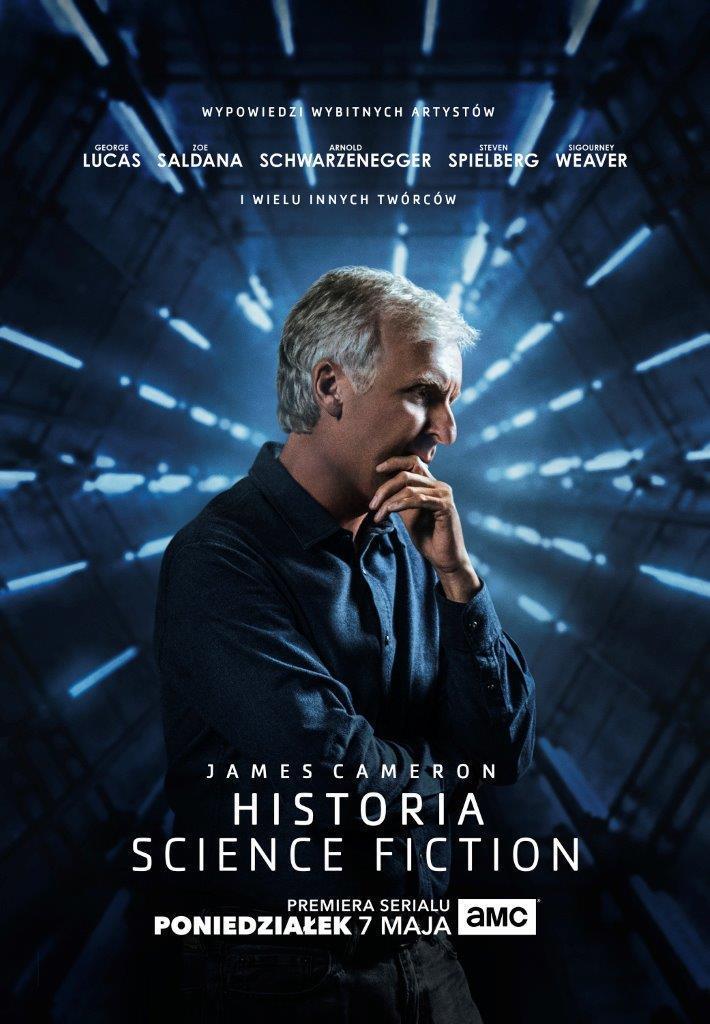 WYPOWIEDZI WYBITNYCH ARTYSTÓW
GEORGE LUCAS ZOE SALDANA ARNOLD SCHWARZENEGGER STEVEN SPIELBERG SIGOURNEY WEAVER
I WIELU INNYCH TWÓRCÓW
JAMES CAMERON
HISTORIA
SCIENCE FICTION
PREMIERA SERIALU
PONIEDZIAŁEK 7 MAJA aMC